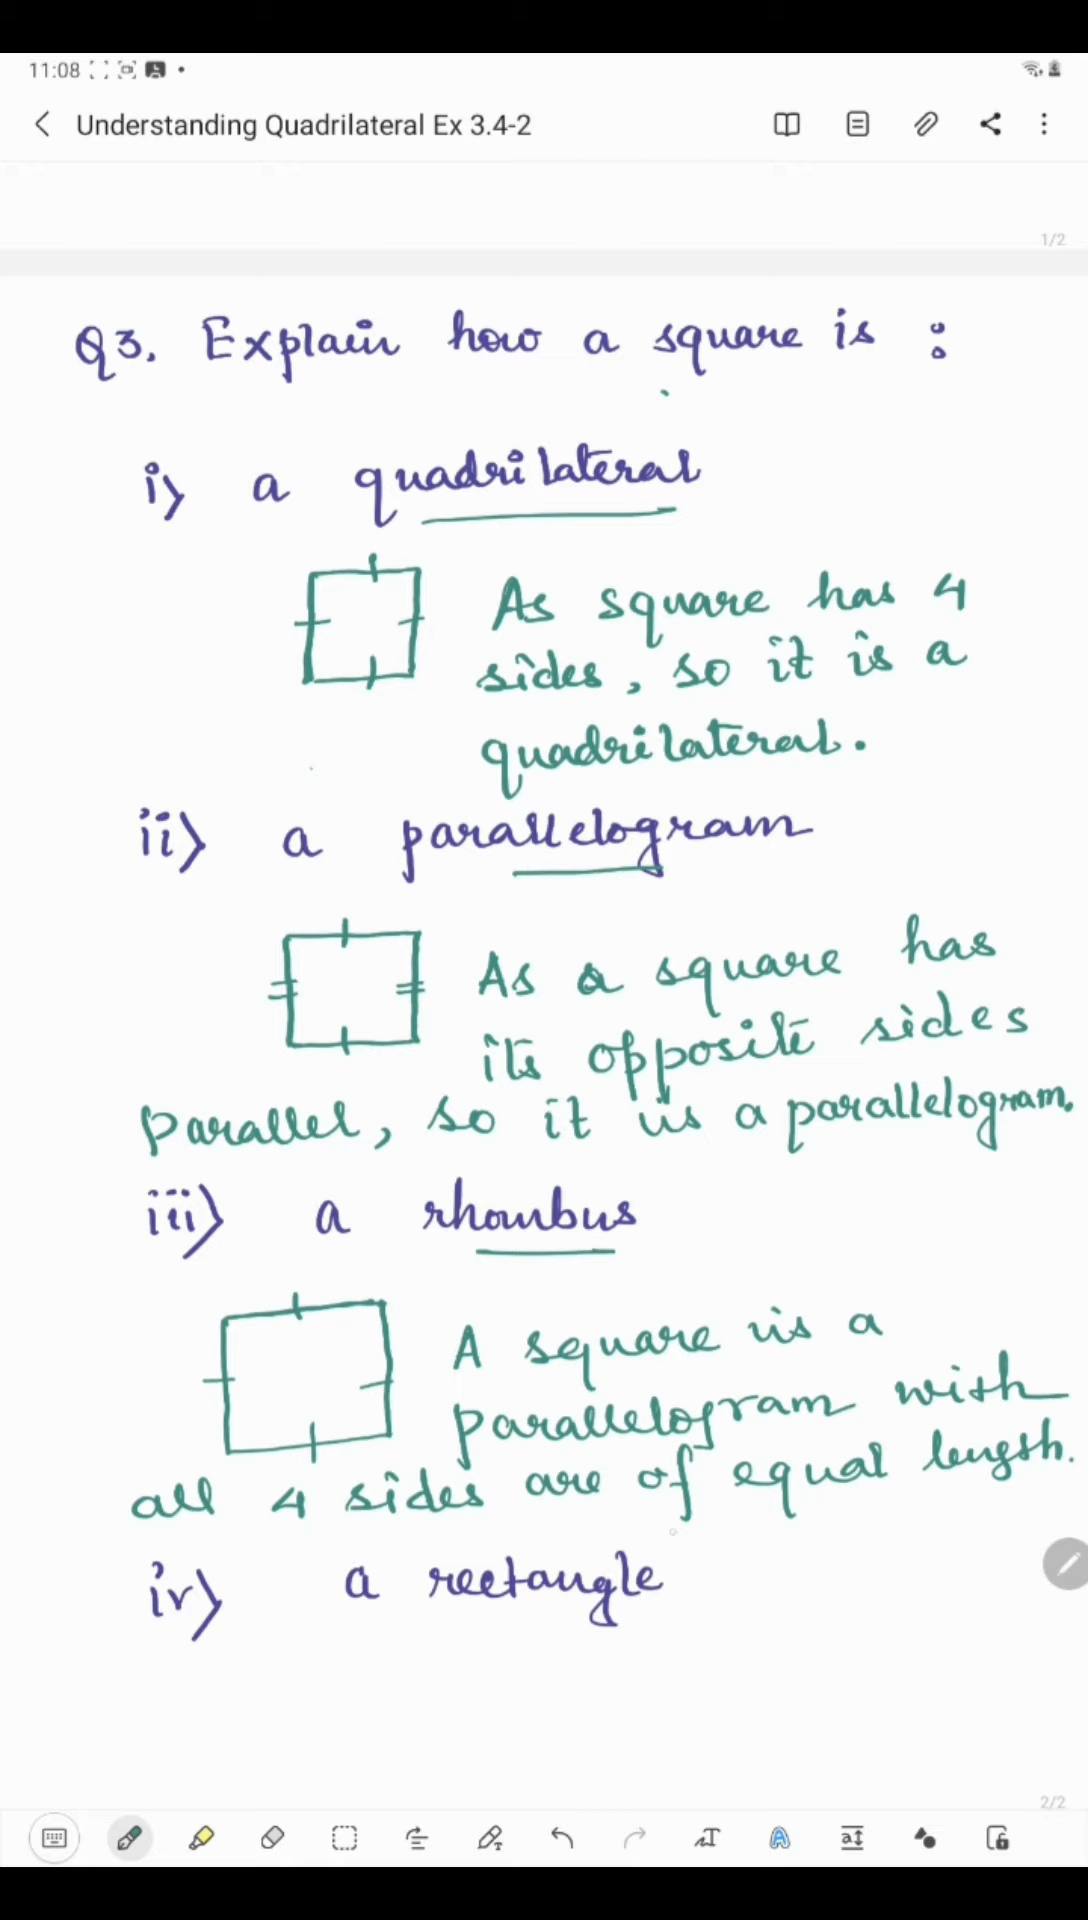 11:08
Understanding Quadrilateral Ex 3.4-2
1/2
Q3. Explain how a square is :
i) a quadrilateral
As square has 4
sides, so it is a
quadrilateral.
ii) a parallelogram
As a square has
its opposite sides
parallel, so it is a parallelogram.
iii) a rhombus
A square is a
parallelogram with
all 4 sides are of equal length.
iv) a rectangle
2/2